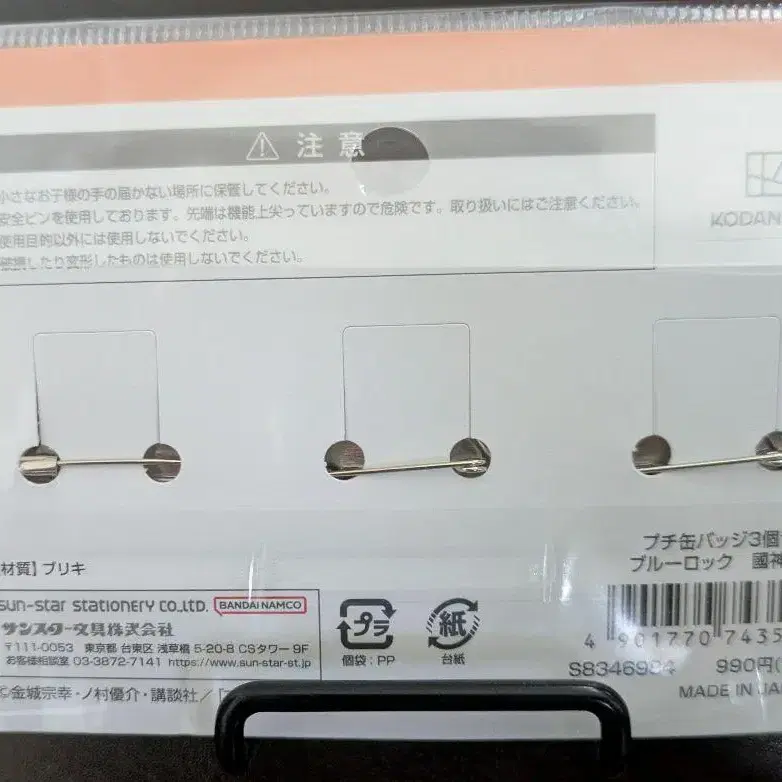 注意
小さなお子様の手の届かない場所に保管してください。
安全ピンを使用しております。先端は機能上尖っていますので危険です。取り扱いにはご注意ください。
使用目的以外には使用しないでください。
破損したり変形したものは使用しないでください。
KODAN
プチ缶バッジ3個
ブルーロック 國神
材質】ブリキ
sun-star stationery co.,ltd. BANDAI NAMCO
サンスター文具株式会社
〒111-0053 東京都 台東区 浅草橋 5-20-8 CSタワー 9F
お客様相談室 03-3872-7141 https://www.sun-star-st.jp
プラ
個袋:PP
紙
台紙
4 901770 7435
S8346994 990円(
MADE IN JA
©金城宗幸・ノ村優介・講談社/